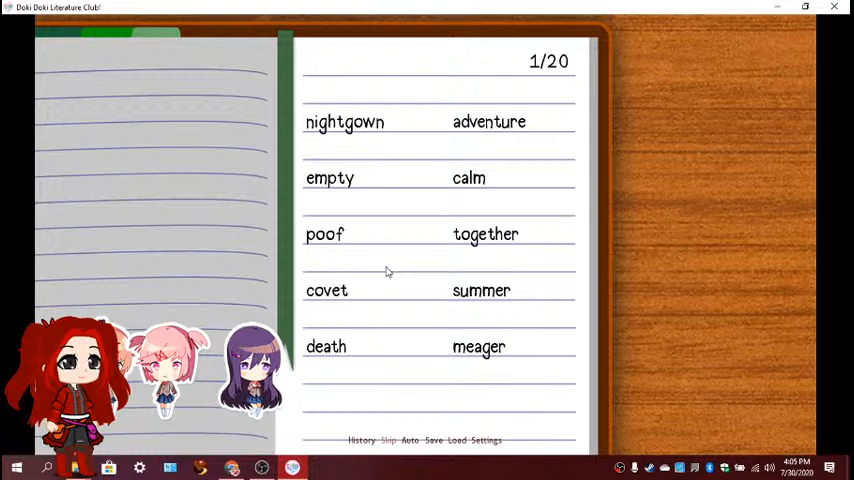 Doki Doki Literature Club!
1/20
nightgown adventure
empty calm
poof together
covet summer
death meager
History Skip Auto Save Load Settings
4:05 PM
7/30/2020